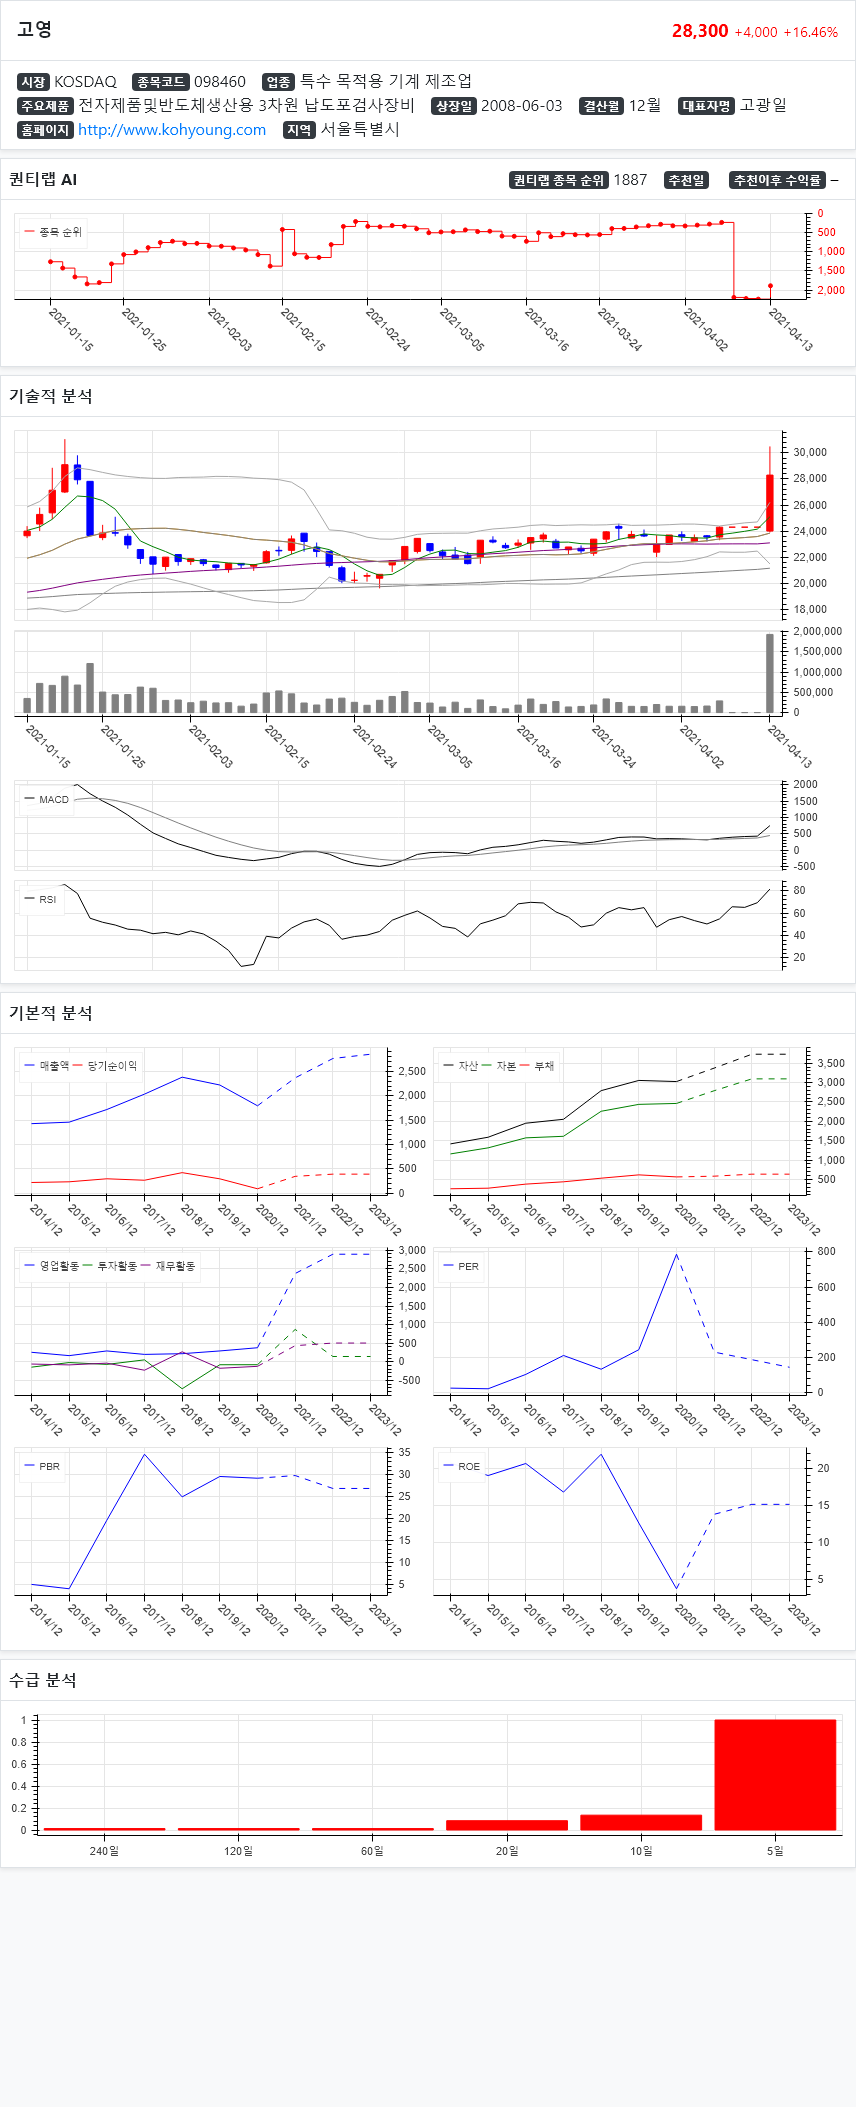 고영
28,300 +4,000 +16.46%
시장 KOSDAQ 종목코드 098460 업종 특수 목적용 기계 제조업
주요제품 전자제품및반도체생산용 3차원 납도포검사장비 상장일 2008-06-03 결산월 12월 대표자명 고광일
홈페이지 http://www.kohyoung.com 지역 서울특별시
퀀티랩 AI
퀀티랩 종목 순위 1887 추천일 추천이후 수익률 –
종목 순위
0
500
1,000
1,500
2,000
2021-01-15 2021-01-25 2021-02-03 2021-02-15 2021-02-24 2021-03-05 2021-03-16 2021-03-24 2021-04-02 2021-04-13
기술적 분석
30,000
28,000
26,000
24,000
22,000
20,000
18,000
2,000,000
1,500,000
1,000,000
500,000
0
2021-01-15 2021-01-25 2021-02-03 2021-02-15 2021-02-24 2021-03-05 2021-03-16 2021-03-24 2021-04-02 2021-04-13
MACD
2000
1500
1000
500
0
-500
RSI
80
60
40
20
기본적 분석
매출액 당기순이익
2,500
2,000
1,500
1,000
500
0
2014/12 2015/12 2016/12 2017/12 2018/12 2019/12 2020/12 2021/12 2022/12 2023/12
자산 자본 부채
3,500
3,000
2,500
2,000
1,500
1,000
500
2014/12 2015/12 2016/12 2017/12 2018/12 2019/12 2020/12 2021/12 2022/12 2023/12
영업활동 투자활동 재무활동
3,000
2,500
2,000
1,500
1,000
500
0
-500
2014/12 2015/12 2016/12 2017/12 2018/12 2019/12 2020/12 2021/12 2022/12 2023/12
PER
800
600
400
200
0
2014/12 2015/12 2016/12 2017/12 2018/12 2019/12 2020/12 2021/12 2022/12 2023/12
PBR
35
30
25
20
15
10
5
2014/12 2015/12 2016/12 2017/12 2018/12 2019/12 2020/12 2021/12 2022/12 2023/12
ROE
20
15
10
5
2014/12 2015/12 2016/12 2017/12 2018/12 2019/12 2020/12 2021/12 2022/12 2023/12
수급 분석
1
0.8
0.6
0.4
0.2
0
240일 120일 60일 20일 10일 5일